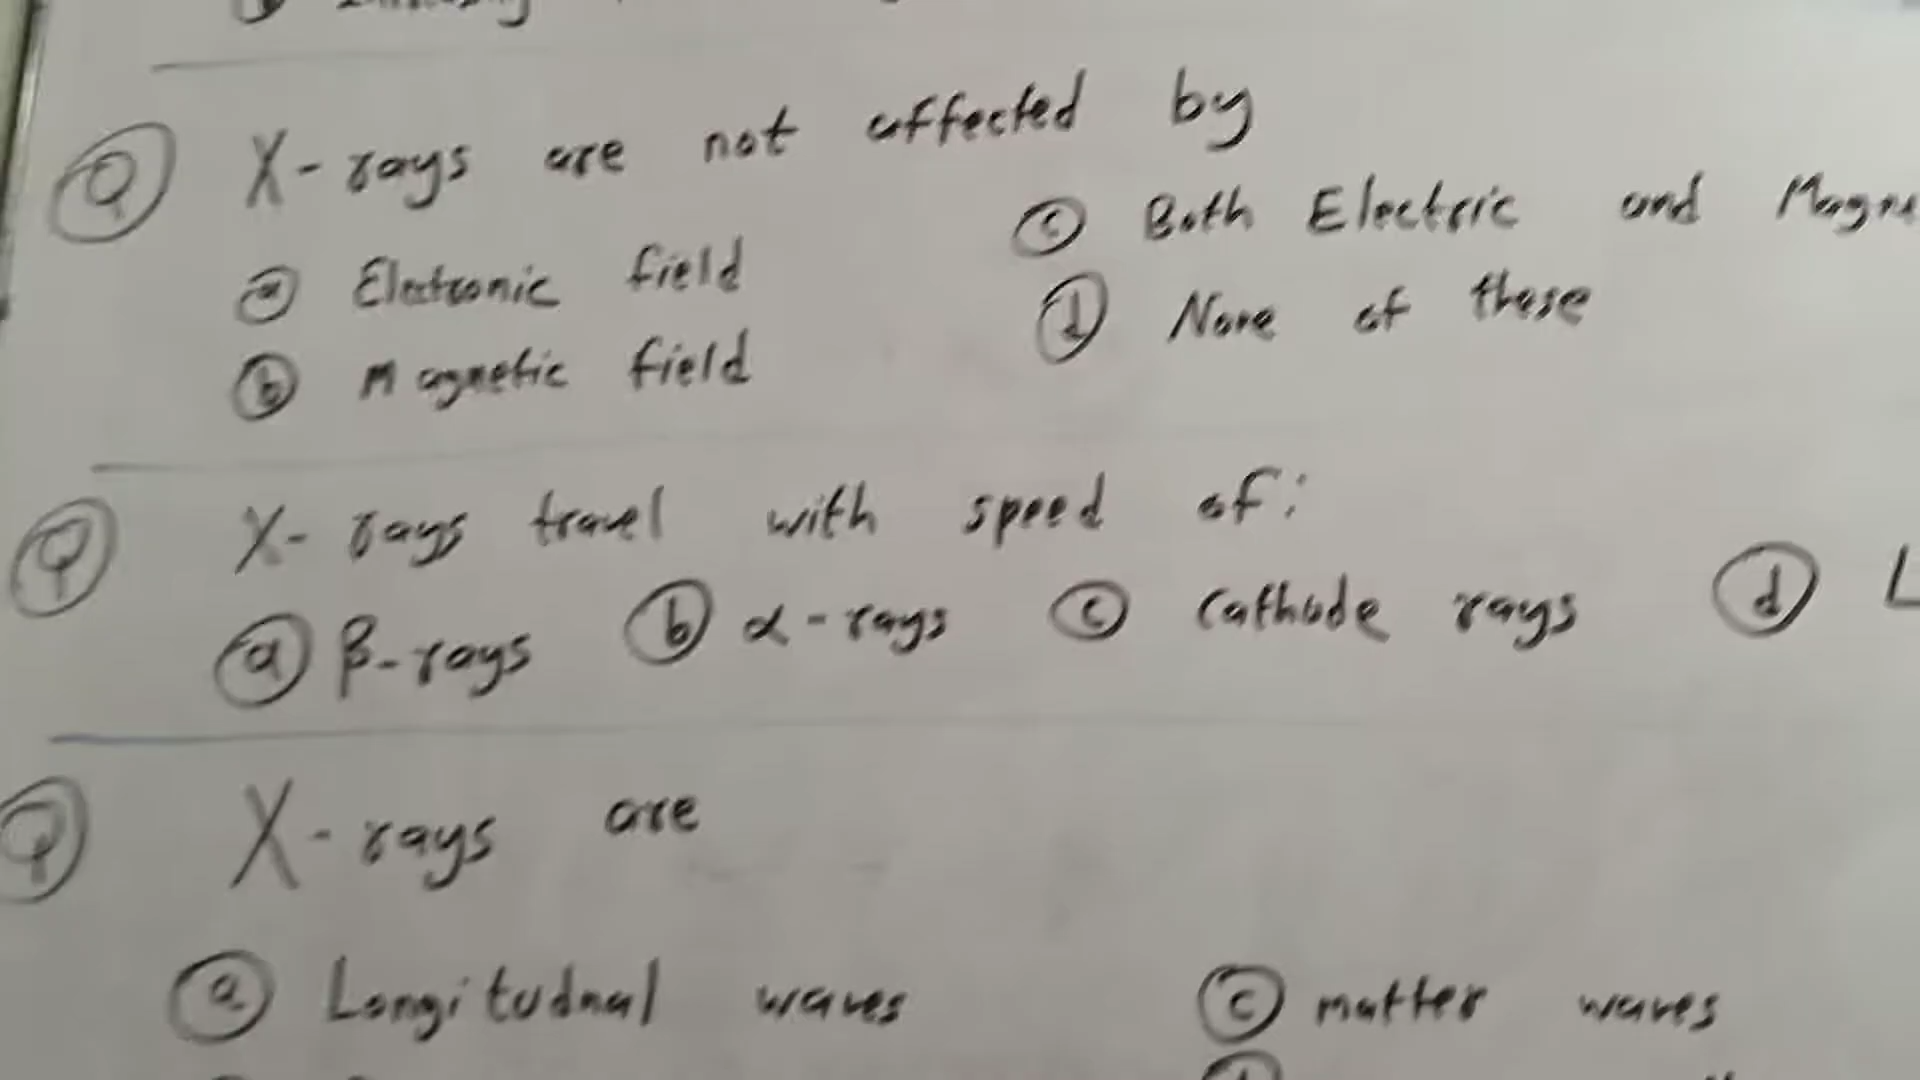 Q X-rays are not affected by
a Electronic field
b Magnetic field
c Both Electric and Magne
d None of these
Q X-rays travel with speed of:
a β-rays b α-rays c Cathode rays d L
Q X-rays are
a Longitudnal waves c matter waves